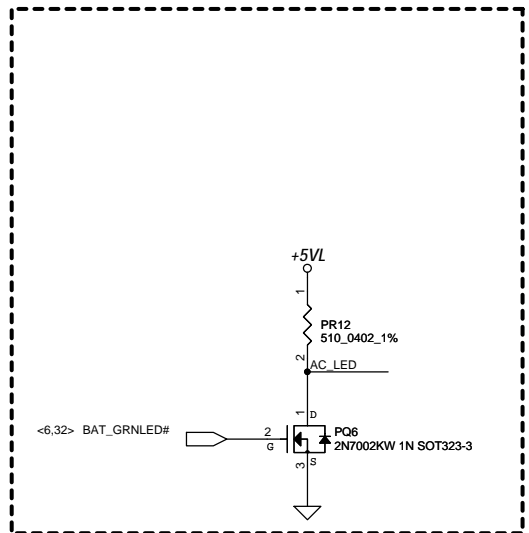 +5VL
1
PR12
510_0402_1%
2
AC_LED
1
D
<6,32> BAT_GRNLED#
2
G
PQ6
2N7002KW 1N SOT323-3
3
S